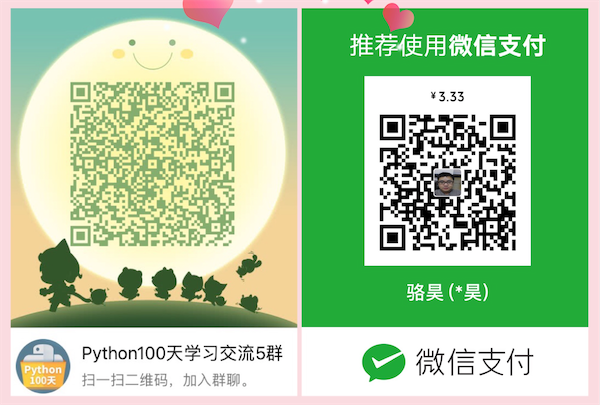 Python100天学习交流5群
扫一扫二维码，加入群聊。
Python
100天
推荐使用微信支付
¥3.33
骆昊(*昊)
微信支付